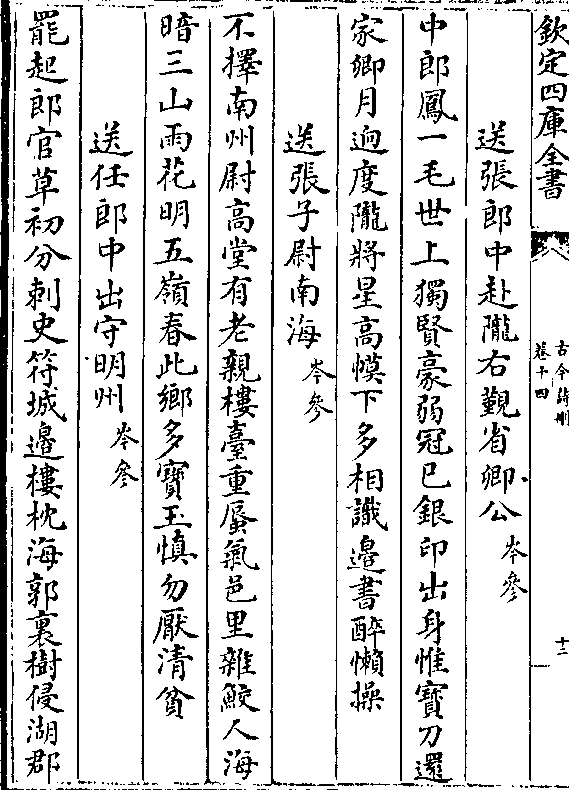 欽定四庫全書
古今詩刪
卷十四
十二
送張郎中赴隴右覲省卿公 岑參
中郎鳳一毛世上獨賢豪弱冠已銀印出身惟寶刀還
家卿月迥度隴將星高幙下多相識邉書醉懶操
送張子尉南海 岑參
不擇南州尉高堂有老親樓臺重蜃氣邑里雜鮫人海
暗三山雨花明五嶺春此鄉多寶玉慎勿厭清貧
送任郎中出守明州 岑參
罷起郎官草初分刺史符城邉樓枕海郭裏樹侵湖郡